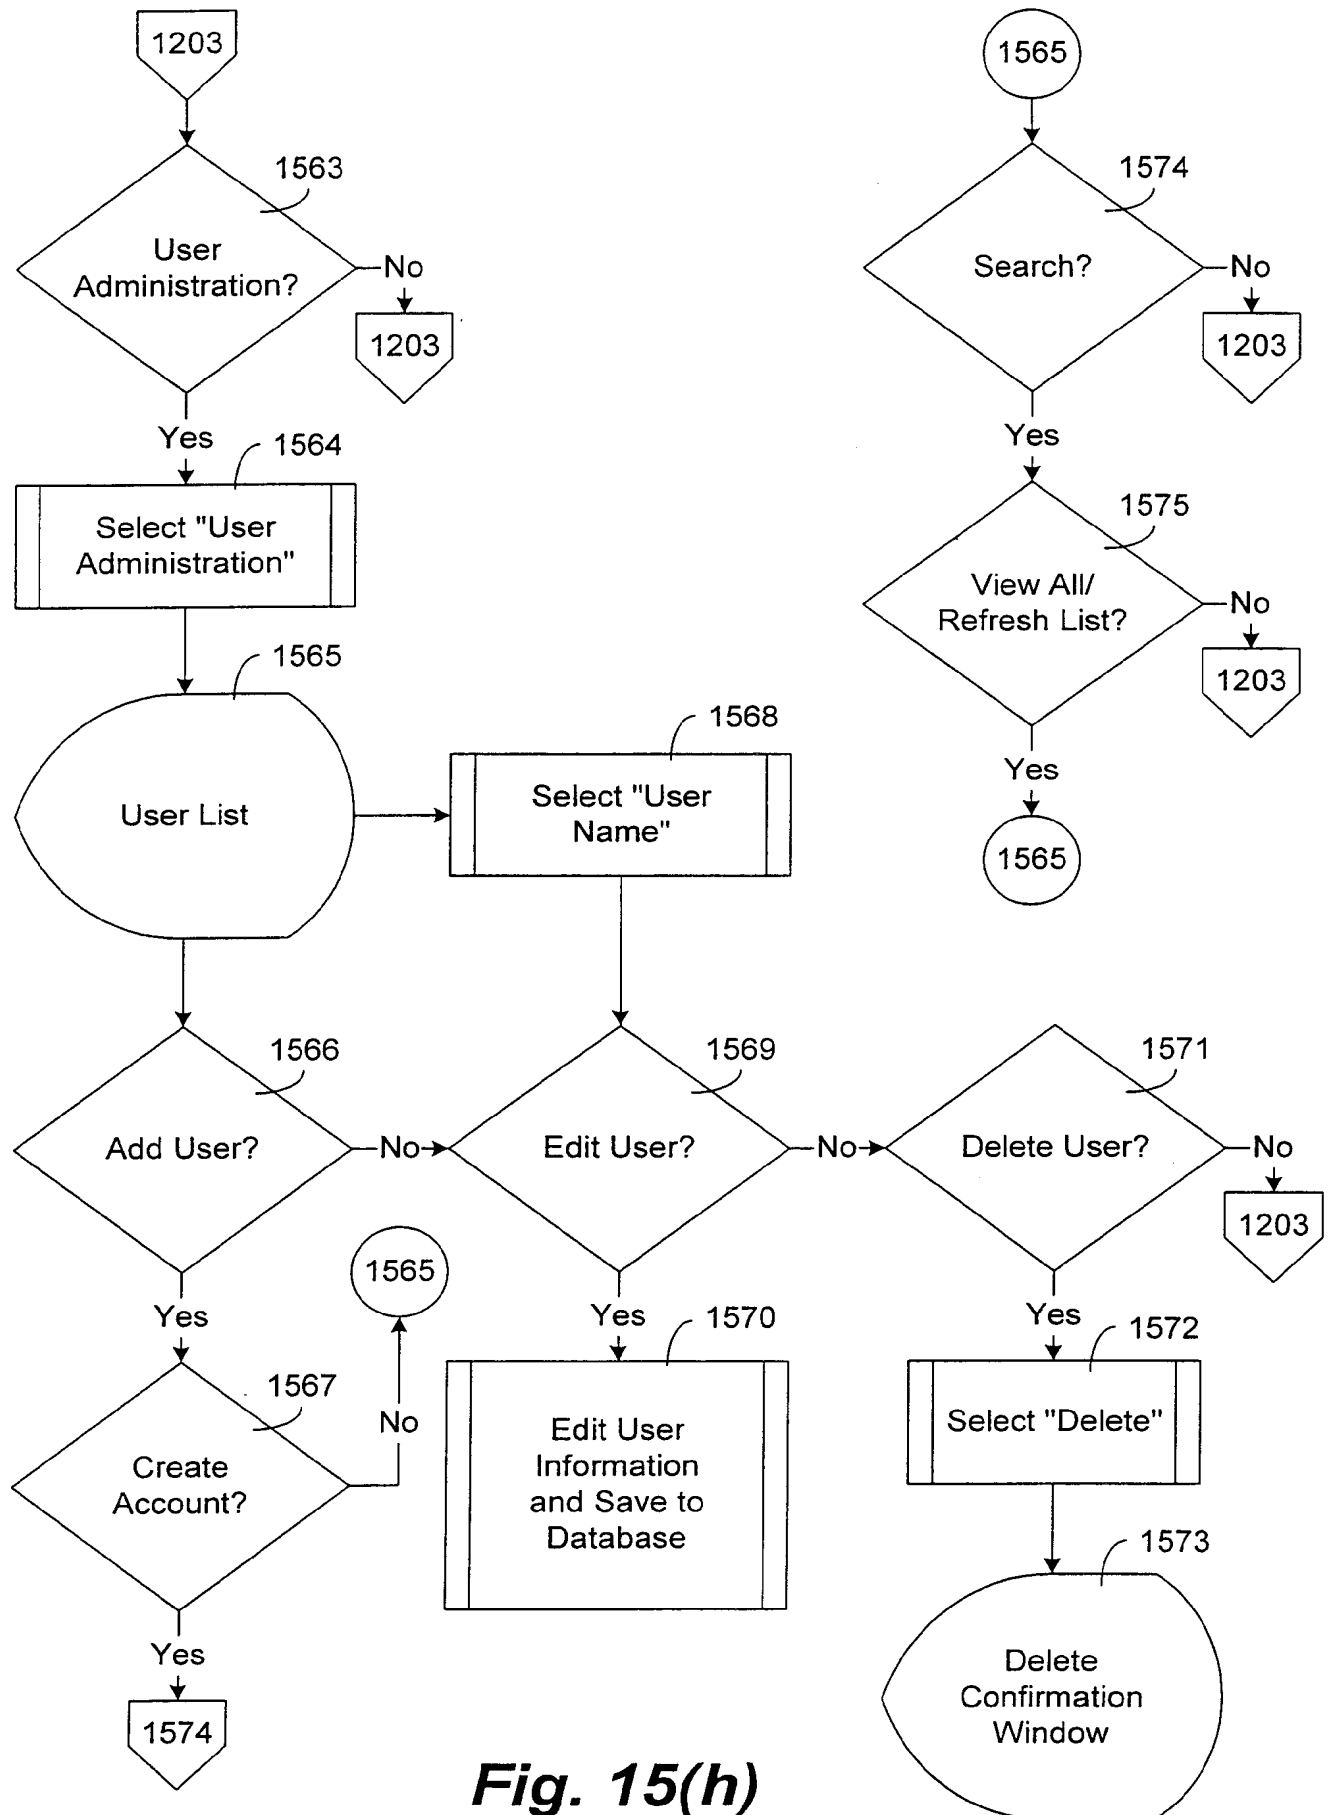 1203
1563
User
Administration?
No
1203
Yes
1564
Select "User
Administration"
1565
User List
1568
Select "User
Name"
1566
Add User?
No
1569
Edit User?
No
1571
Delete User?
No
1203
Yes
1567
Create
Account?
No
1565
Yes
1574
Yes
1570
Edit User
Information
and Save to
Database
Yes
1572
Select "Delete"
1573
Delete
Confirmation
Window
1565
1574
Search?
No
1203
Yes
1575
View All/
Refresh List?
No
1203
Yes
1565
Fig. 15(h)